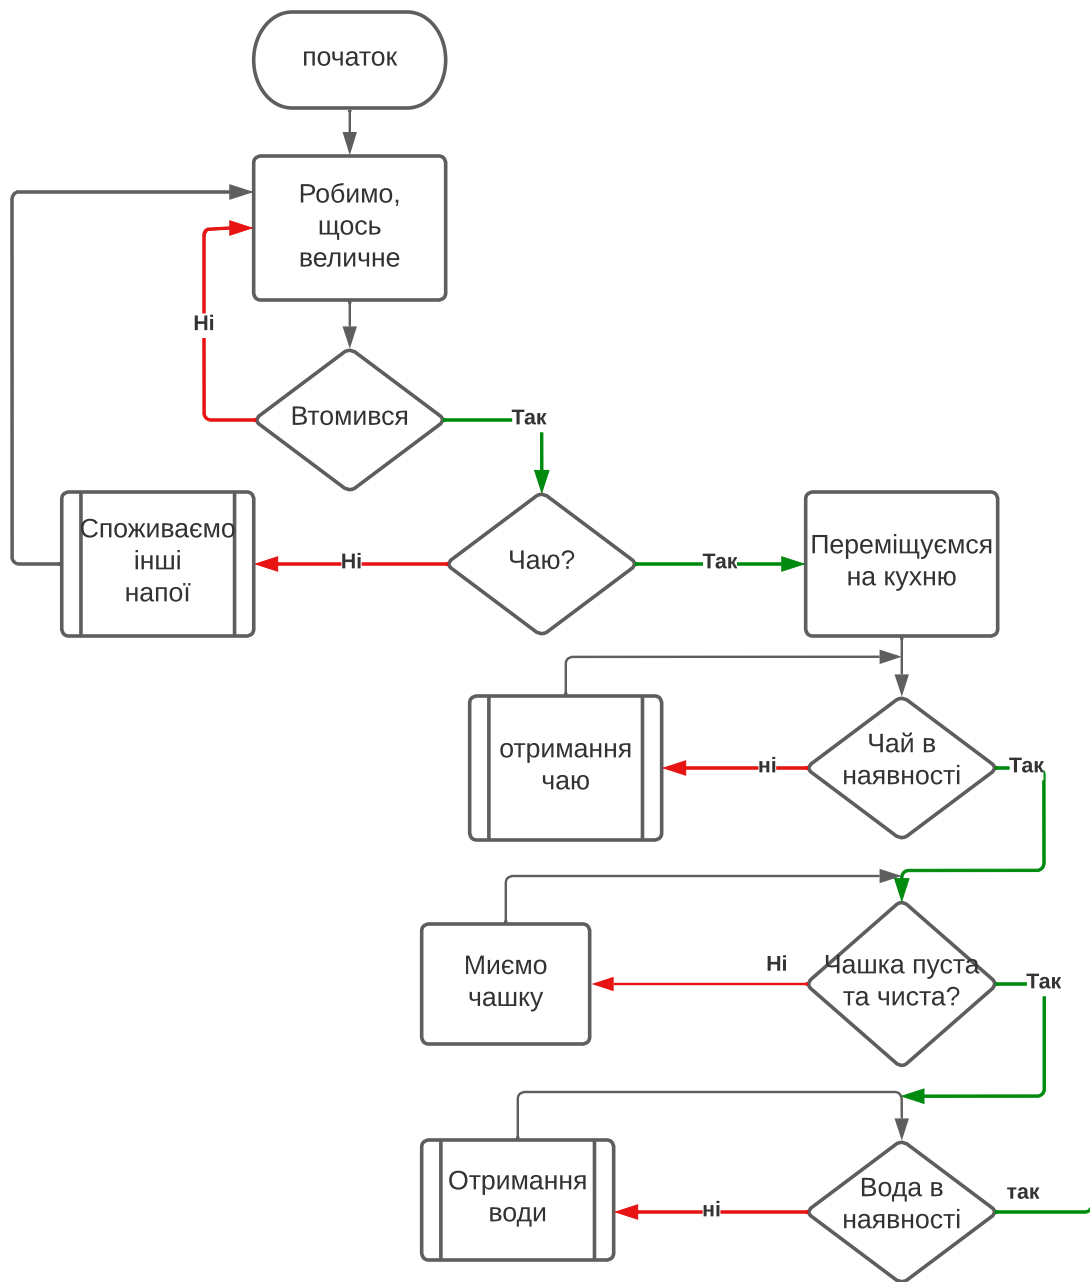 початок
Робимо,
щось
величне
Ні
Втомився
Так
Споживаємо
інші
напої
Ні
Чаю?
Так
Переміщуємся
на кухню
отримання
чаю
ні
Чай в
наявності
Так
Миємо
чашку
Ні
Чашка пуста
та чиста?
Так
Отримання
води
ні
Вода в
наявності
так